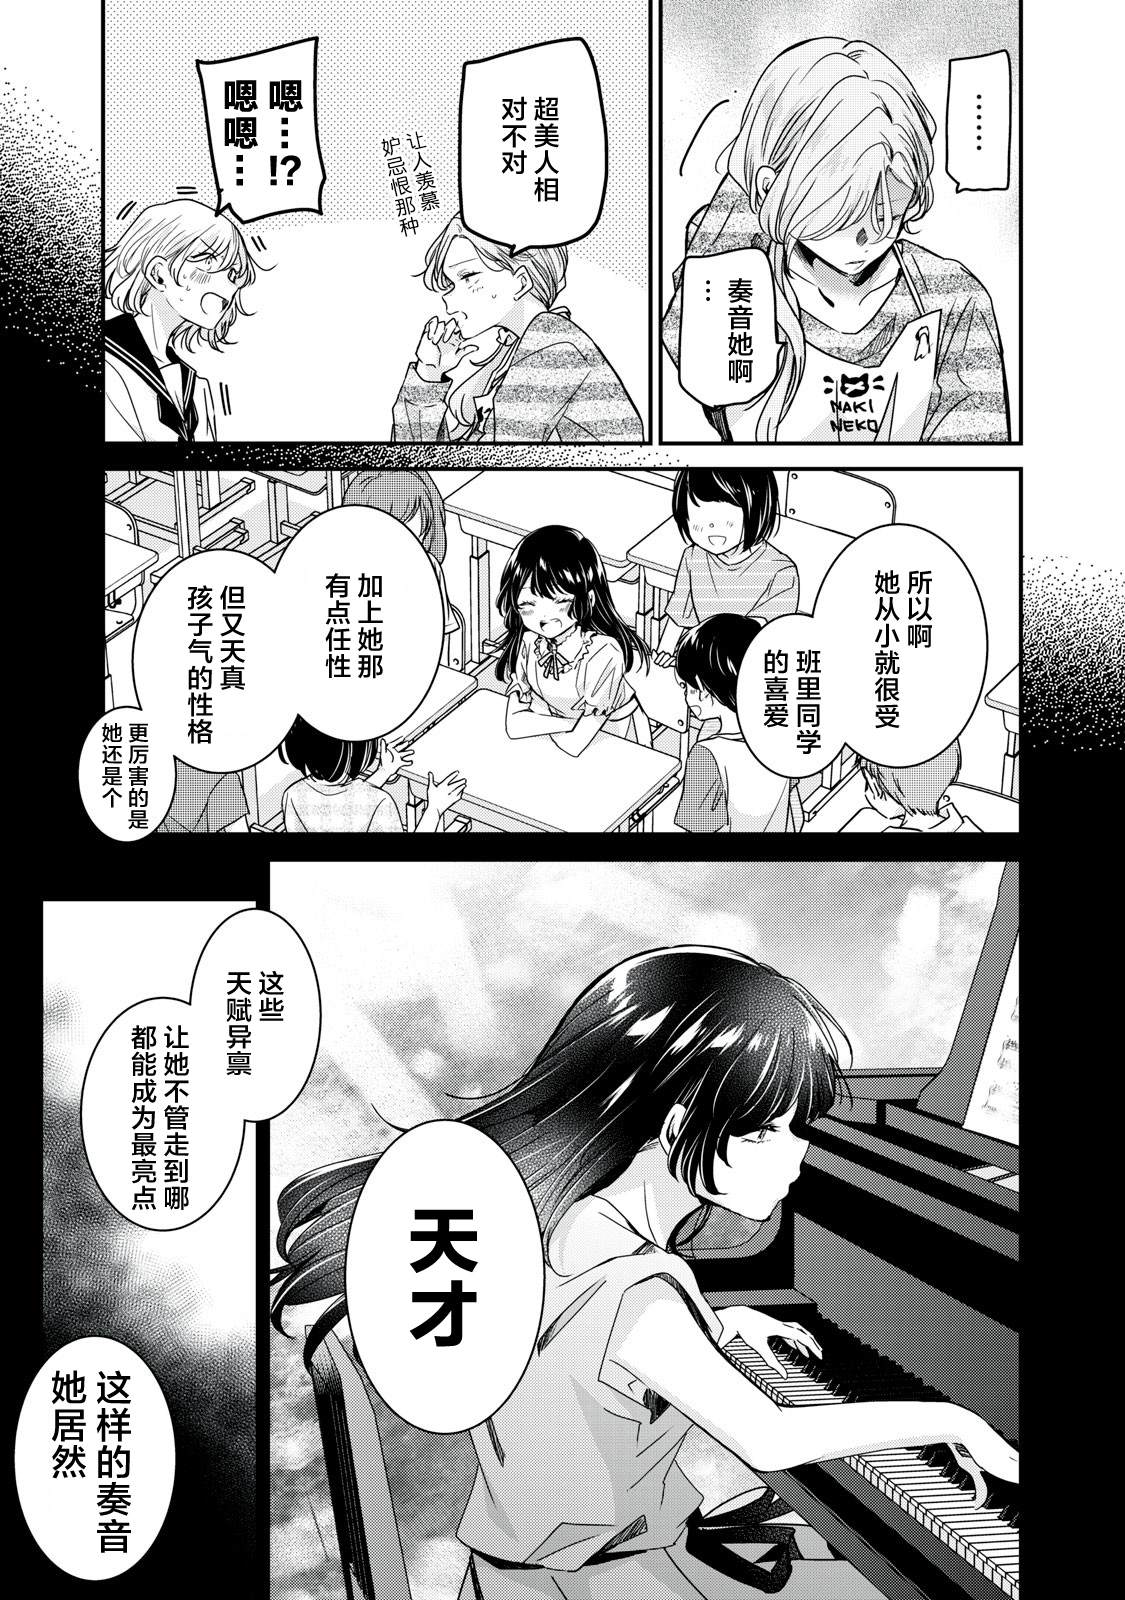 ……
奏音她啊
…
NAKI
NEKO
超美人相
对不对
让人羡慕
妒忌恨那种
嗯…!?
嗯嗯…
所以啊
她从小就很受
班里同学
的喜爱
加上她那
有点任性
但又天真
孩子气的性格
更厉害的是
她还是个
天才
这些
天赋异禀
让她不管走到哪
都能成为最亮点
这样的奏音
她居然